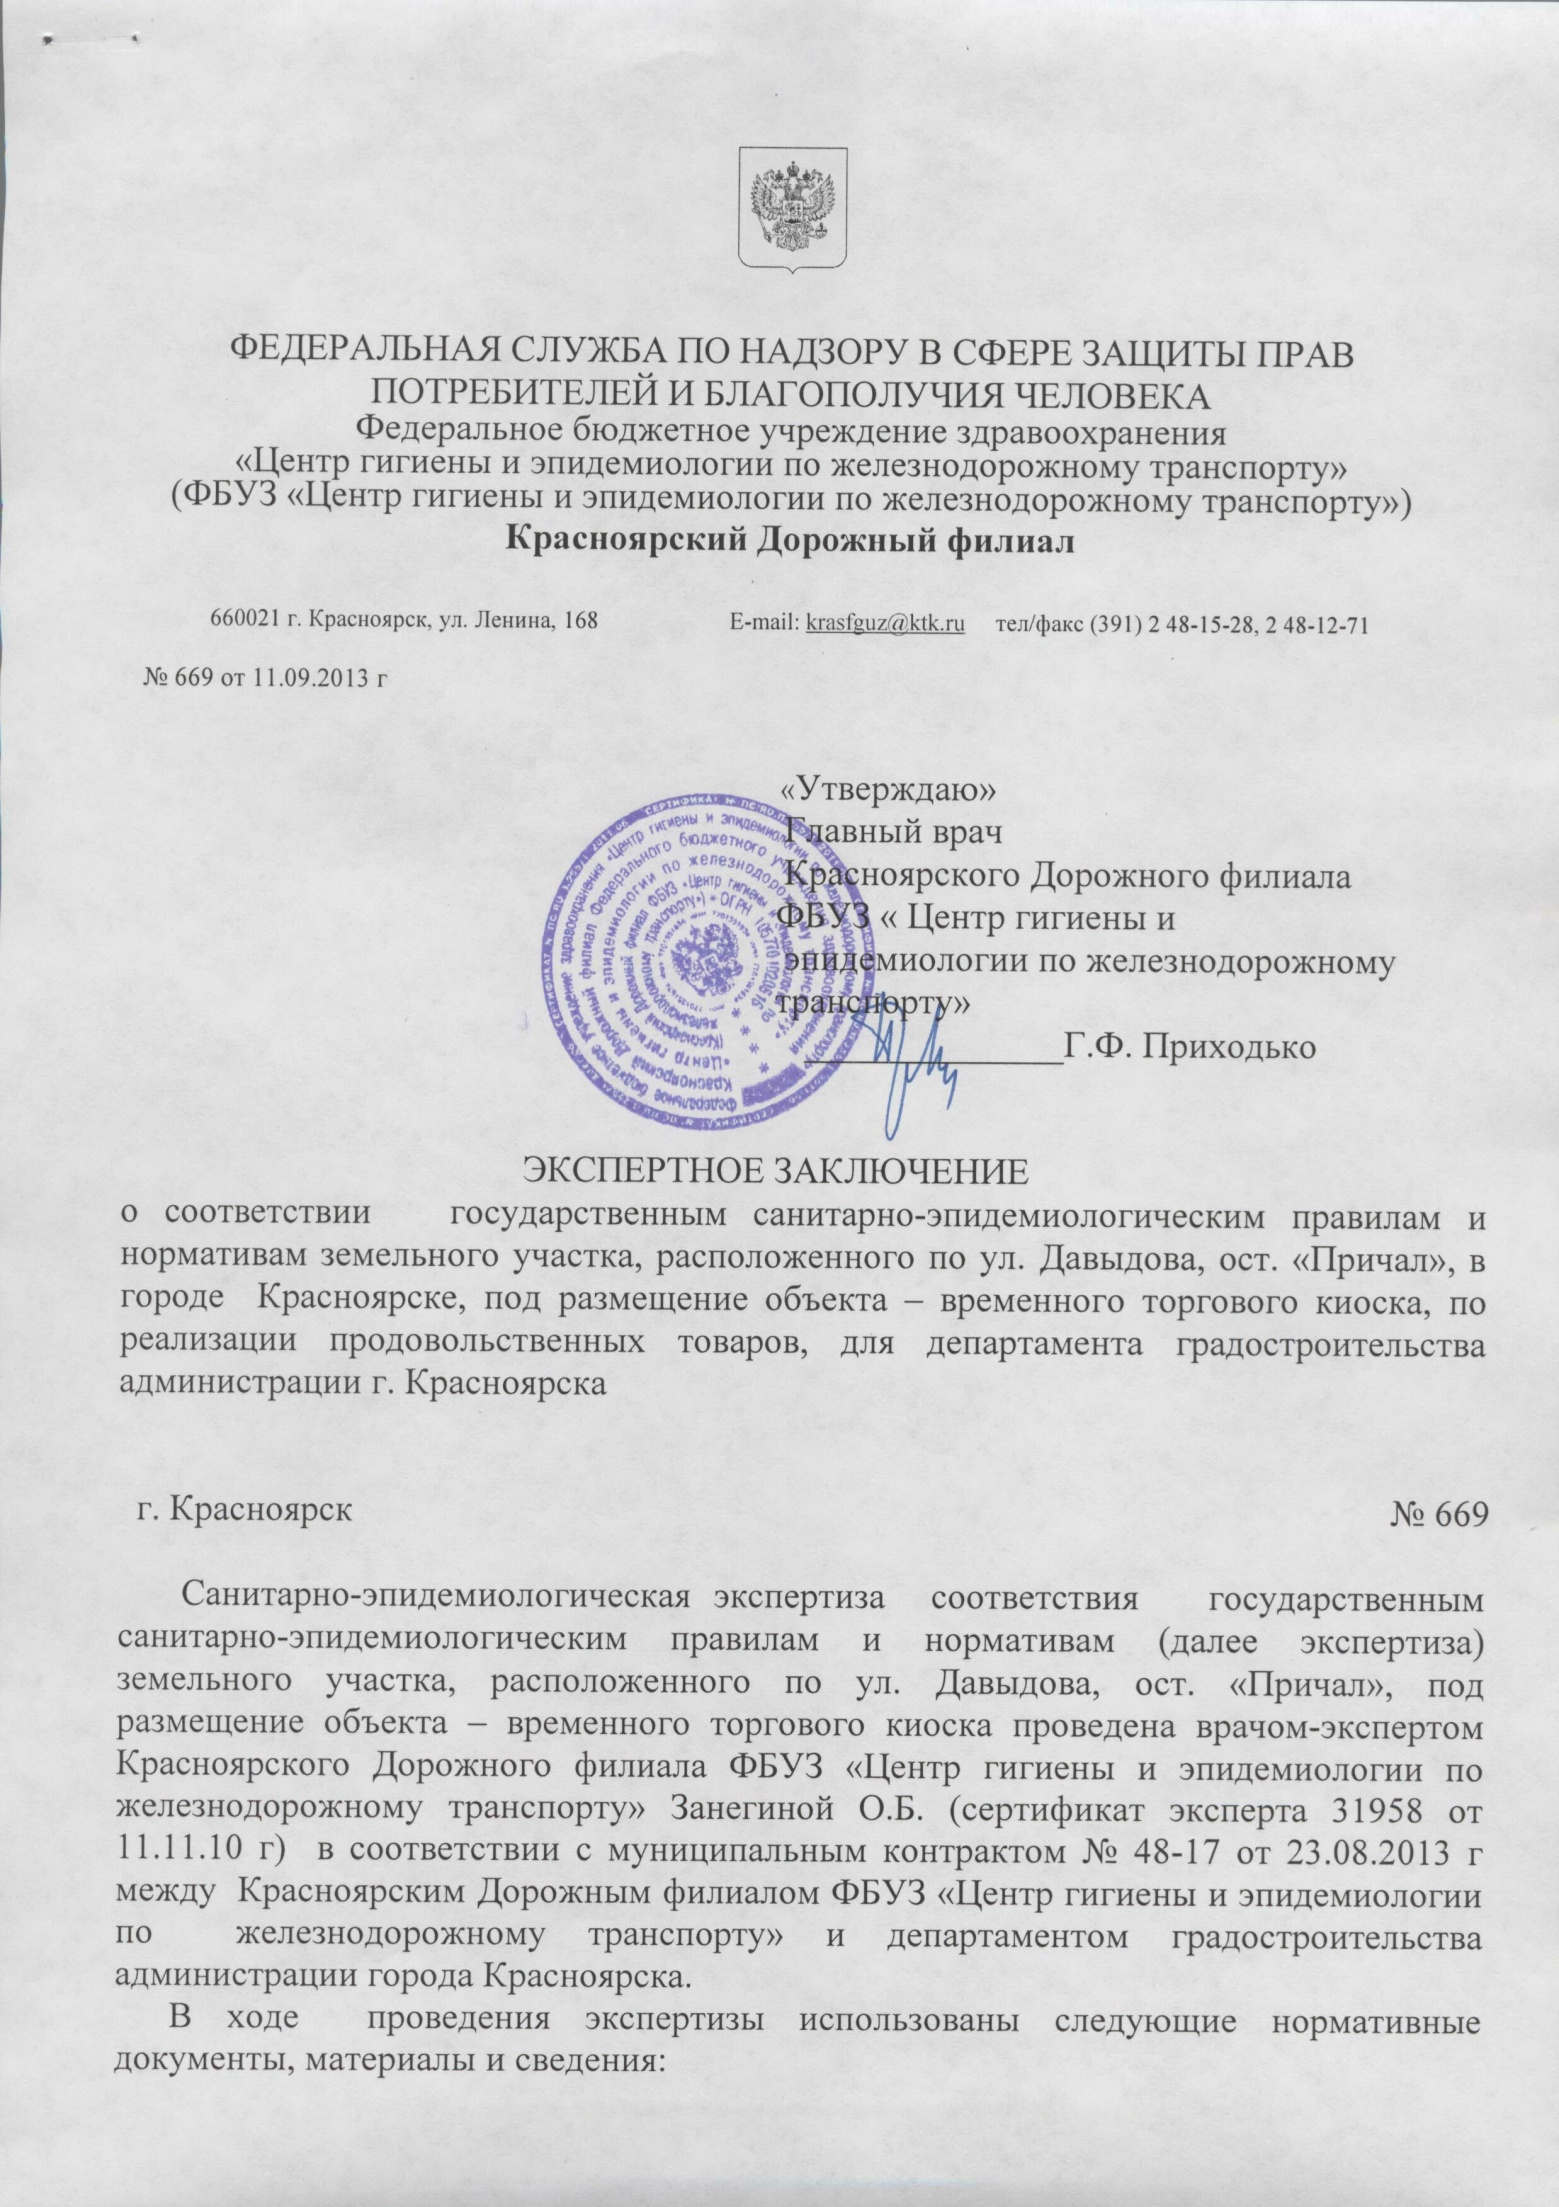 ФЕДЕРАЛЬНАЯ СЛУЖБА ПО НАДЗОРУ В СФЕРЕ ЗАЩИТЫ ПРАВ
ПОТРЕБИТЕЛЕЙ И БЛАГОПОЛУЧИЯ ЧЕЛОВЕКА
Федеральное бюджетное учреждение здравоохранения
«Центр гигиены и эпидемиологии по железнодорожному транспорту»
(ФБУЗ «Центр гигиены и эпидемиологии по железнодорожному транспорту»)
Красноярский Дорожный филиал
660021 г. Красноярск, ул. Ленина, 168 E-mail: krasfguz@ktk.ru тел/факс (391) 2 48-15-28, 2 48-12-71
№ 669 от 11.09.2013 г
«Утверждаю»
Главный врач
Красноярского Дорожного филиала
ФБУЗ « Центр гигиены и
эпидемиологии по железнодорожному
транспорту»
Г.Ф. Приходько
ЭКСПЕРТНОЕ ЗАКЛЮЧЕНИЕ
о соответствии государственным санитарно-эпидемиологическим правилам и
нормативам земельного участка, расположенного по ул. Давыдова, ост. «Причал», в
городе Красноярске, под размещение объекта – временного торгового киоска, по
реализации продовольственных товаров, для департамента градостроительства
администрации г. Красноярска
г. Красноярск № 669
Санитарно-эпидемиологическая экспертиза соответствия государственным
санитарно-эпидемиологическим правилам и нормативам (далее экспертиза)
земельного участка, расположенного по ул. Давыдова, ост. «Причал», под
размещение объекта – временного торгового киоска проведена врачом-экспертом
Красноярского Дорожного филиала ФБУЗ «Центр гигиены и эпидемиологии по
железнодорожному транспорту» Занегиной О.Б. (сертификат эксперта 31958 от
11.11.10 г) в соответствии с муниципальным контрактом № 48-17 от 23.08.2013 г
между Красноярским Дорожным филиалом ФБУЗ «Центр гигиены и эпидемиологии
по железнодорожному транспорту» и департаментом градостроительства
администрации города Красноярска.
В ходе проведения экспертизы использованы следующие нормативные
документы, материалы и сведения: